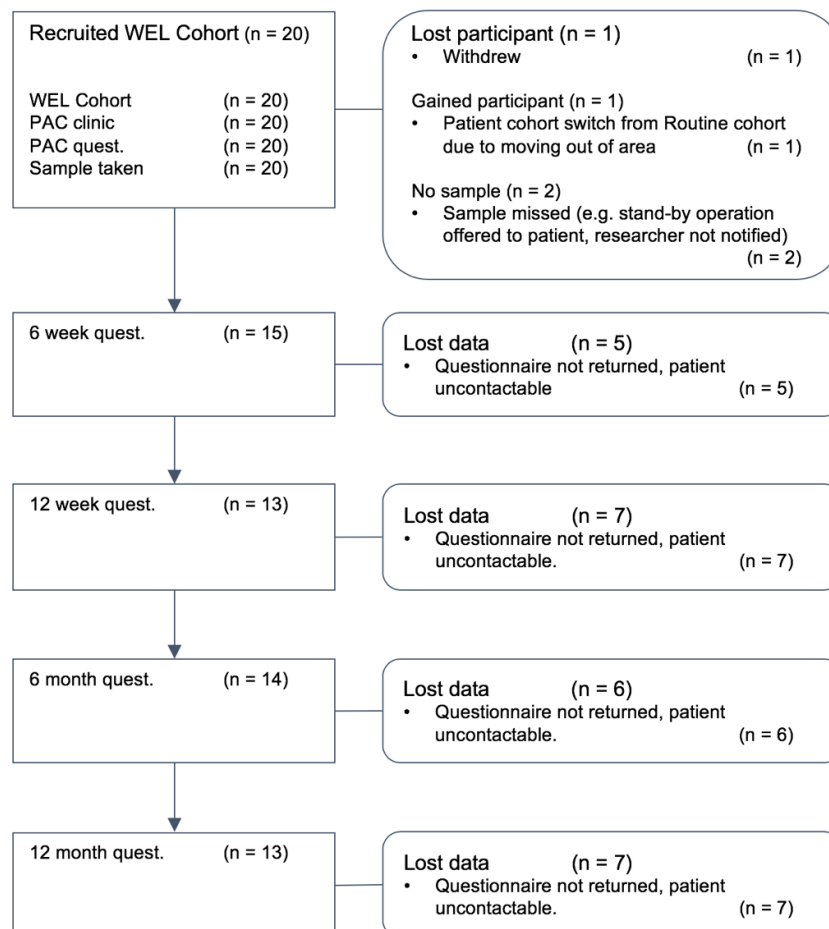 Recruited WEL Cohort (n = 20)
WEL Cohort (n = 20)
PAC clinic (n = 20)
PAC quest. (n = 20)
Sample taken (n = 20)
Lost participant (n = 1)
• Withdrew (n = 1)
Gained participant (n = 1)
• Patient cohort switch from Routine cohort
due to moving out of area (n = 1)
No sample (n = 2)
• Sample missed (e.g. stand-by operation
offered to patient, researcher not notified)
(n = 2)
6 week quest. (n = 15)
Lost data (n = 5)
• Questionnaire not returned, patient
uncontactable (n = 5)
12 week quest. (n = 13)
Lost data (n = 7)
• Questionnaire not returned, patient
uncontactable. (n = 7)
6 month quest. (n = 14)
Lost data (n = 6)
• Questionnaire not returned, patient
uncontactable. (n = 6)
12 month quest. (n = 13)
Lost data (n = 7)
• Questionnaire not returned, patient
uncontactable. (n = 7)